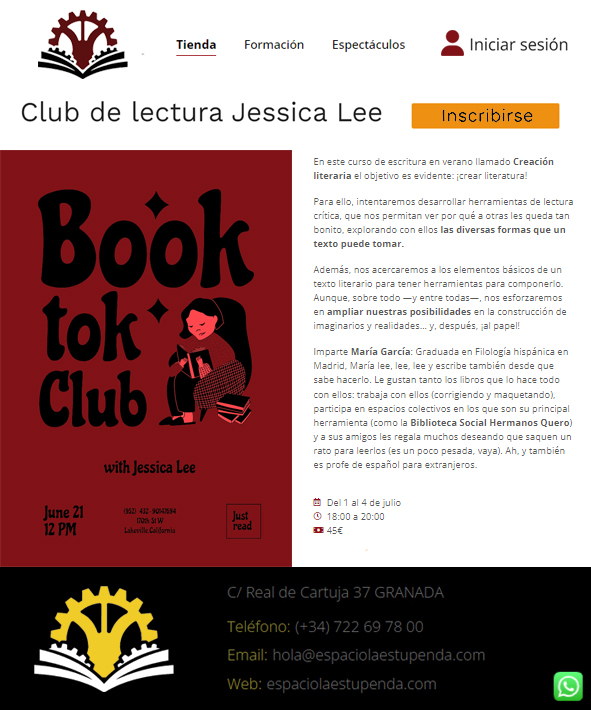 Tienda Formación Espectáculos Iniciar sesión
Club de lectura Jessica Lee
Inscribirse
Book
tok
Club
with Jessica Lee
June 21
12 PM
170th St W
Lakeville California
Just
read
En este curso de escritura en verano llamado Creación
literaria el objetivo es evidente: ¡crear literatura!
Para ello, intentaremos desarrollar herramientas de lectura
crítica, que nos permitan ver por qué a otras les queda tan
bonito, explorando con ellos las diversas formas que un
texto puede tomar.
Además, nos acercaremos a los elementos básicos de un
texto literario para tener herramientas para componerlo.
Aunque, sobre todo —y entre todas—, nos esforzaremos
en ampliar nuestras posibilidades en la construcción de
imaginarios y realidades... y, después, ¡al papel!
Imparte María García: Graduada en Filología hispánica en
Madrid, María lee, lee, lee y escribe también desde que
sabe hacerlo. Le gustan tanto los libros que lo hace todo
con ellos: trabaja con ellos (corrigiendo y maquetando),
participa en espacios colectivos en los que son su principal
herramienta (como la Biblioteca Social Hermanos Quero)
y a sus amigos les regala muchos deseando que saquen un
rato para leerlos (es un poco pesada, vaya). Ah, y también
es profe de español para extranjeros.
Del 1 al 4 de julio
18:00 a 20:00
45€
C/ Real de Cartuja 37 GRANADA
Teléfono: (+34) 722 69 78 00
Email: hola@espaciolaestupenda.com
Web: espaciolaestupenda.com